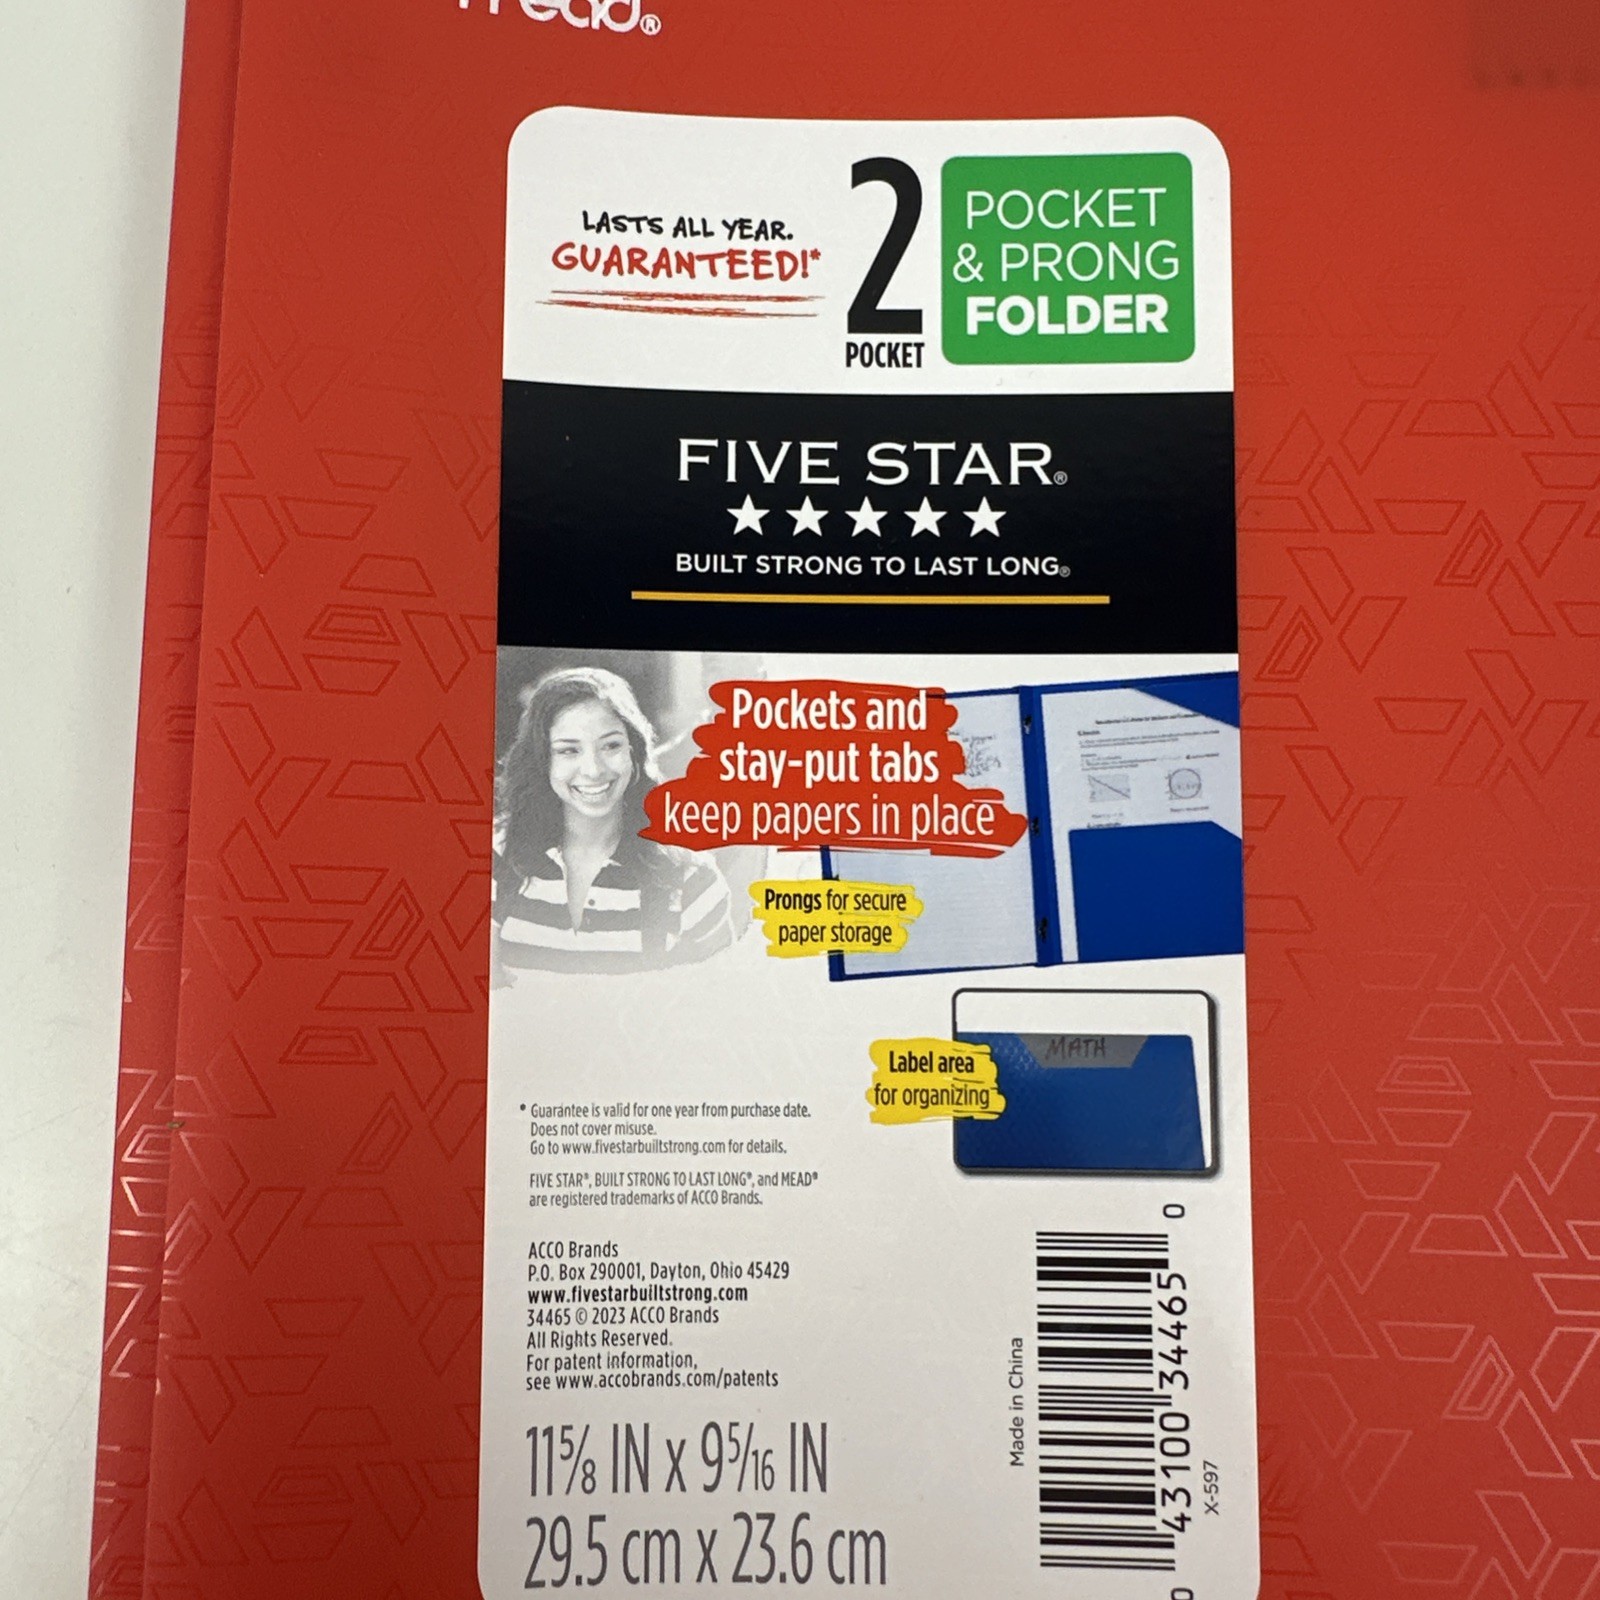 Mead®
LASTS ALL YEAR.
GUARANTEED!*
2
POCKET
POCKET
& PRONG
FOLDER
FIVE STAR®
BUILT STRONG TO LAST LONG®
Pockets and
stay-put tabs
keep papers in place
Prongs for secure
paper storage
Label area
for organizing
MATH
* Guarantee is valid for one year from purchase date.
Does not cover misuse.
Go to www.fivestarbuiltstrong.com for details.
FIVE STAR®, BUILT STRONG TO LAST LONG®, and MEAD®
are registered trademarks of ACCO Brands.
ACCO Brands
P.O. Box 290001, Dayton, Ohio 45429
www.fivestarbuiltstrong.com
34465 © 2023 ACCO Brands
All Rights Reserved.
For patent information,
see www.accobrands.com/patents
11⅝ IN x 9 5/16 IN
29.5 cm x 23.6 cm
Made in China
0 43100 34465 0
X-597